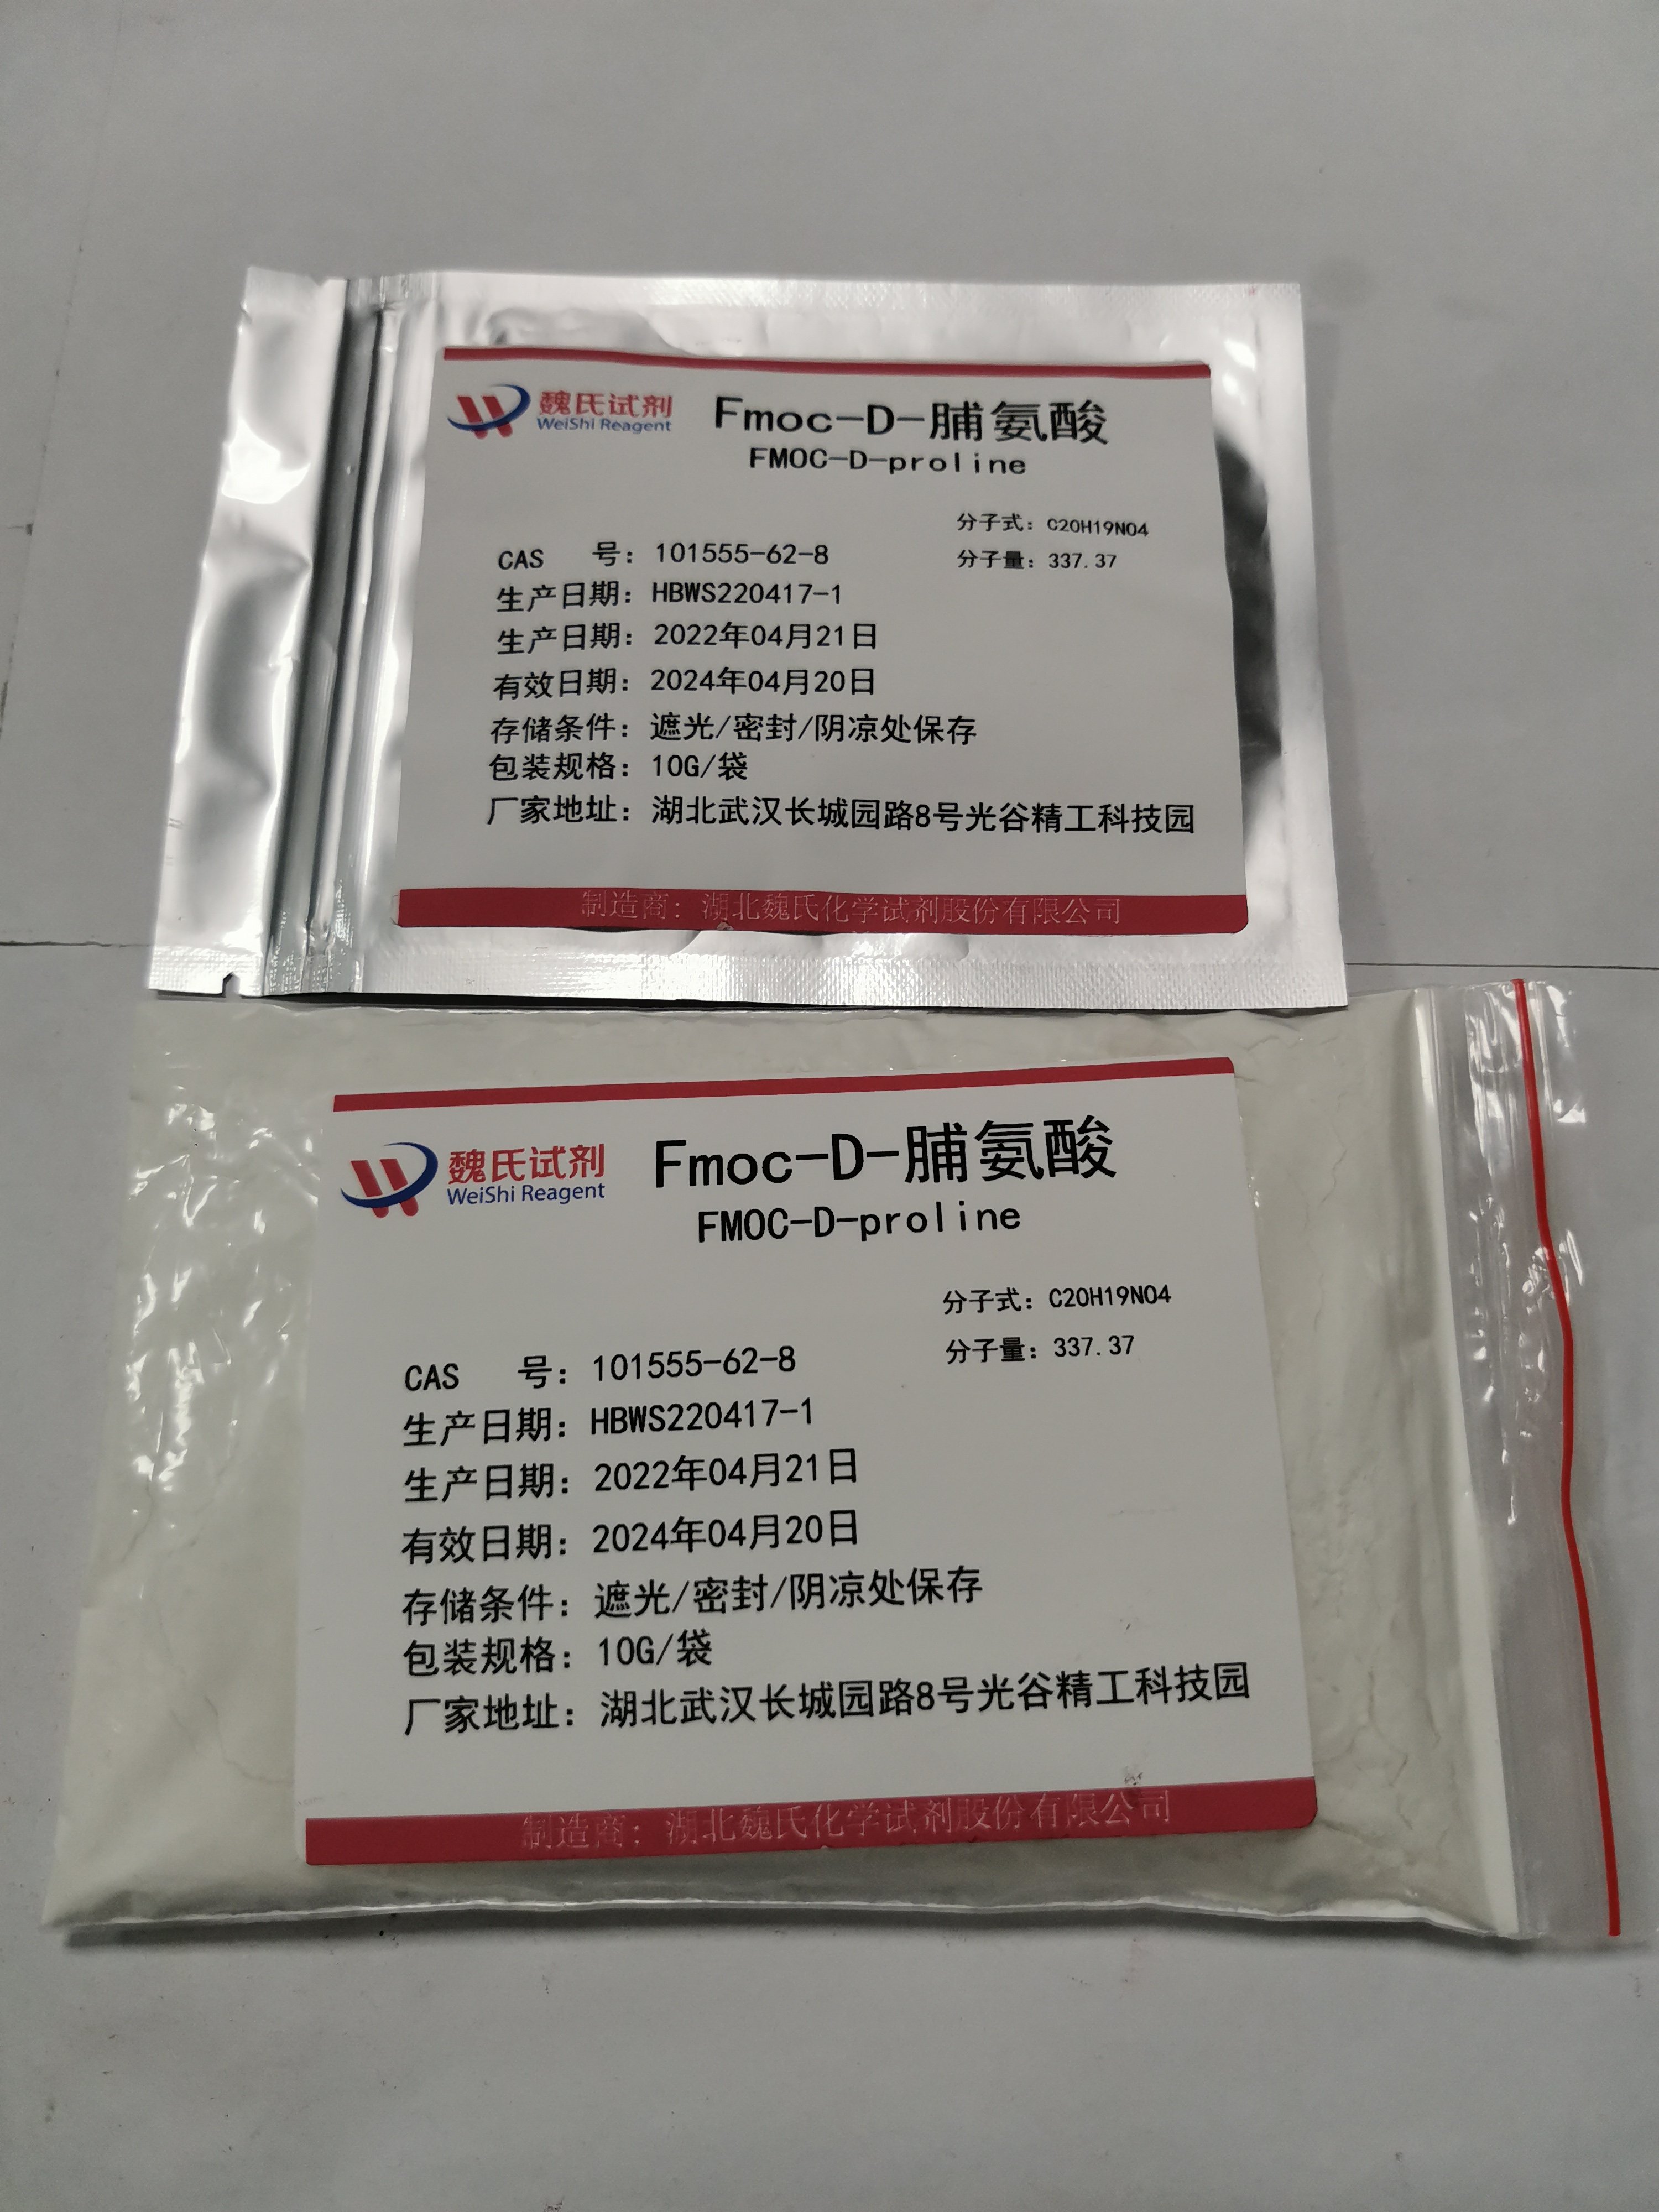 魏氏试剂
WeiShi Reagent
Fmoc-D-脯氨酸
FMOC-D-proline
分子式：C20H19NO4
分子量：337.37
CAS 号：101555-62-8
生产日期：HBWS220417-1
生产日期：2022年04月21日
有效日期：2024年04月20日
存储条件：遮光/密封/阴凉处保存
包装规格：10G/袋
厂家地址：湖北武汉长城园路8号光谷精工科技园
制造商：湖北魏氏化学试剂股份有限公司
魏氏试剂
WeiShi Reagent
Fmoc-D-脯氨酸
FMOC-D-proline
分子式：C20H19NO4
分子量：337.37
CAS 号：101555-62-8
生产日期：HBWS220417-1
生产日期：2022年04月21日
有效日期：2024年04月20日
存储条件：遮光/密封/阴凉处保存
包装规格：10G/袋
厂家地址：湖北武汉长城园路8号光谷精工科技园
制造商：湖北魏氏化学试剂股份有限公司